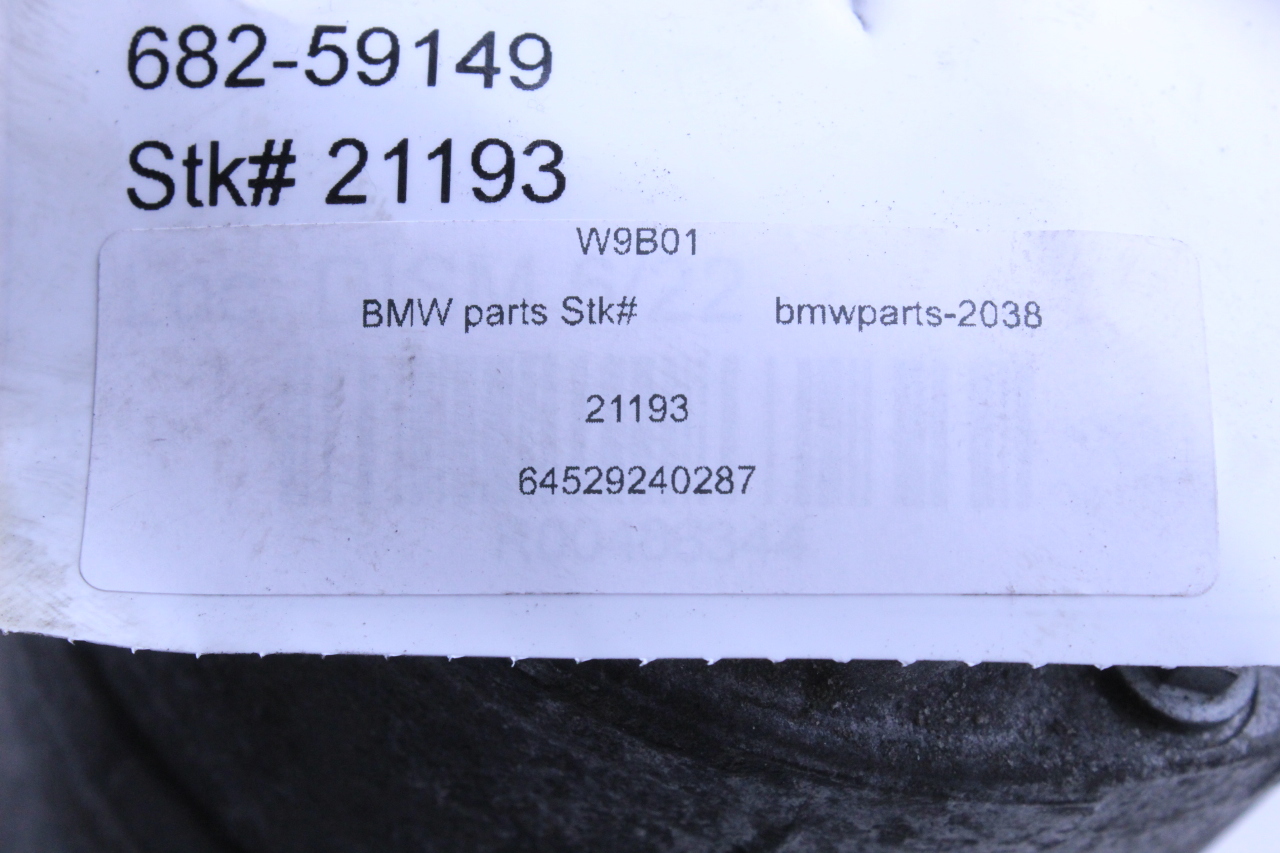 682-59149
Stk# 21193
W9B01
BMW parts Stk# bmwparts-2038
21193
64529240287